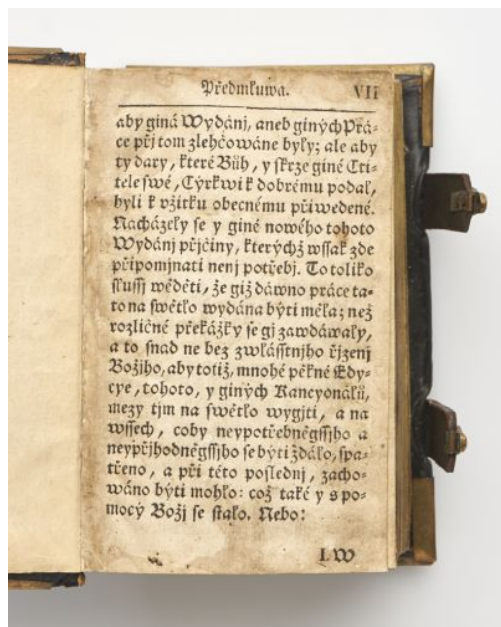 Předmluwa. VII
aby giná Wydánj, aneb giných Prá-
ce při tom zlehčowáne byly; ale aby
ty dary, které Bůh, y skrze giné Cti-
tele swé, Cýrkwi k dobrému podal,
byli k vžitku obecnému přiwedené.
Nacházely se y giné nowého tohoto
Wydánj přjčiny, kterýchž wssak zde
připomjnati nenj potřebj. To toliko
slussj wěděti, že giž dáwno práce ta-
to na swětlo wydána býti měla; než
rozličné překážky se gj zawdáwaly,
a to snad ne bez zwlásstnjho řjzenj
Božjho, aby totiž, mnohé pěkné Edy-
cye, tohoto, y giných Kancyonálů,
mezy tjm na swětlo wygjti, a na
wssech, coby neypotřebněgssjho a
neypřjhodněgssjho se býti zdálo, spa-
třeno, a při této poslednj, zacho-
wáno býti mohlo: což také y s po-
mocý Božj se stalo. Nebo:
I. W